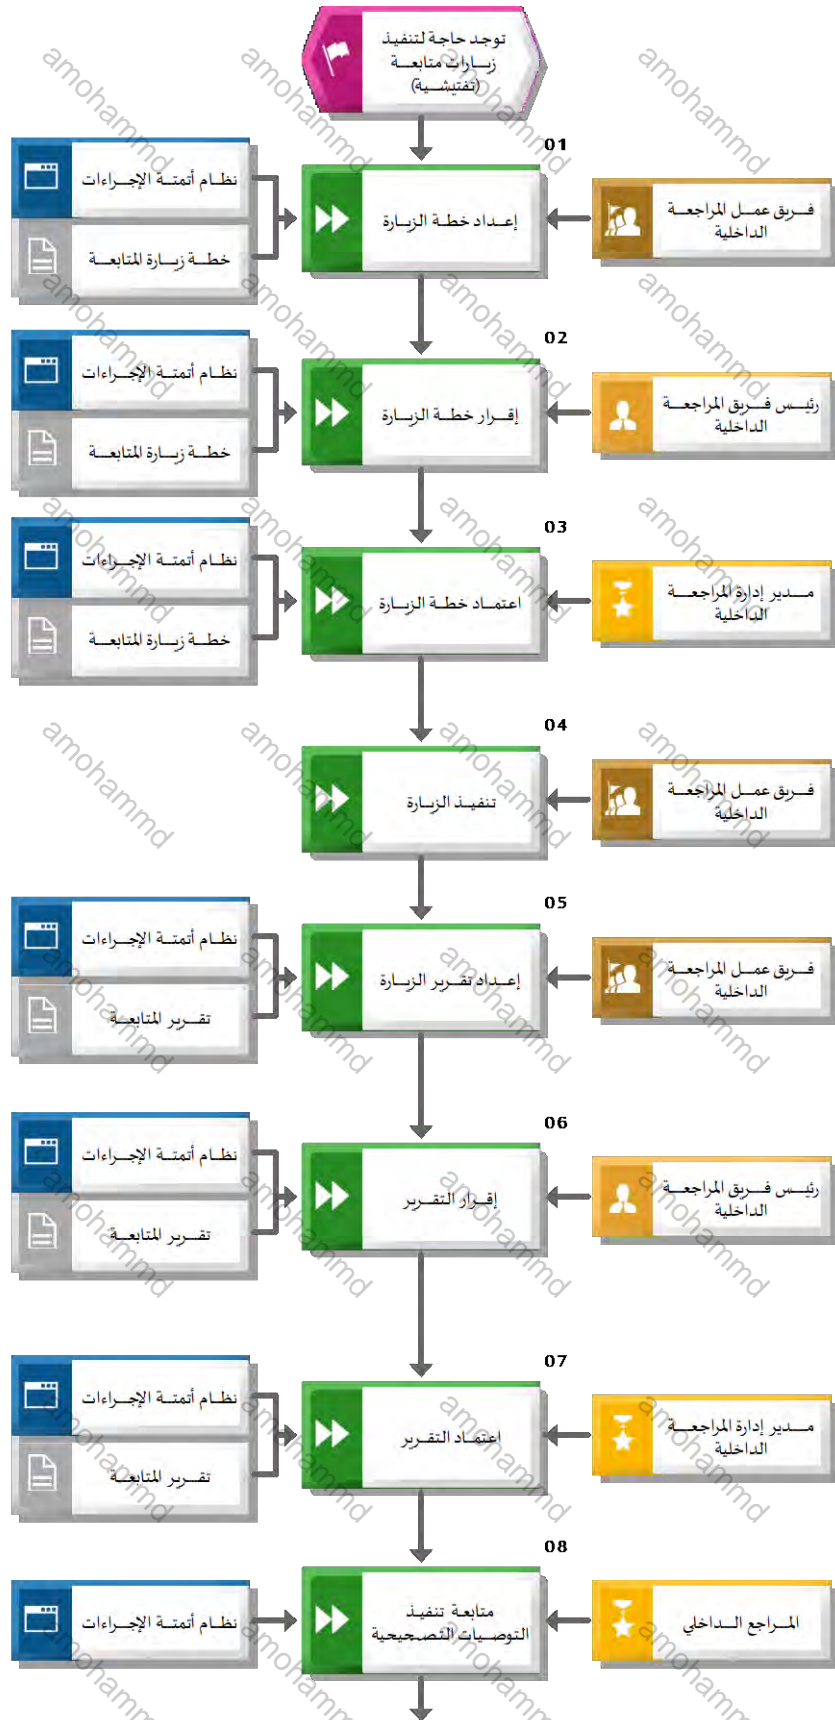 توجد حاجة لتنفيذ
زيارات متابعة
(تفتيشية)
01
فريق عمل المراجعة
الداخلية
إعداد خطة الزيارة
نظام أتمتة الإجراءات
خطة زيارة المتابعة
02
رئيس فريق المراجعة
الداخلية
إقرار خطة الزيارة
نظام أتمتة الإجراءات
خطة زيارة المتابعة
03
مدير إدارة المراجعة
الداخلية
اعتماد خطة الزيارة
نظام أتمتة الإجراءات
خطة زيارة المتابعة
04
فريق عمل المراجعة
الداخلية
تنفيذ الزيارة
05
فريق عمل المراجعة
الداخلية
إعداد تقرير الزيارة
نظام أتمتة الإجراءات
تقرير المتابعة
06
رئيس فريق المراجعة
الداخلية
إقرار التقرير
نظام أتمتة الإجراءات
تقرير المتابعة
07
مدير إدارة المراجعة
الداخلية
اعتماد التقرير
نظام أتمتة الإجراءات
تقرير المتابعة
08
المراجع الداخلي
متابعة تنفيذ
التوصيات التصحيحية
نظام أتمتة الإجراءات
amohammd